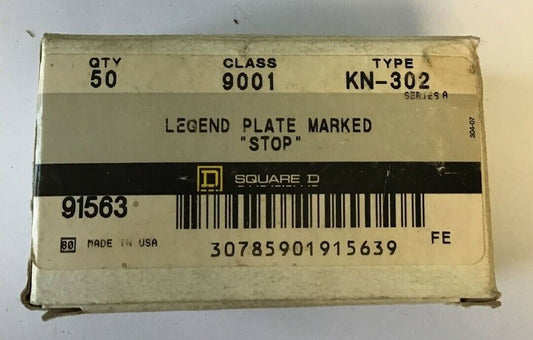 QTY CLASS TYPE
50 9001 KN-302
SERIES A
LEGEND PLATE MARKED
"STOP"
304-07
D SQUARE D
91563
80 MADE IN USA
30785901915639 FE